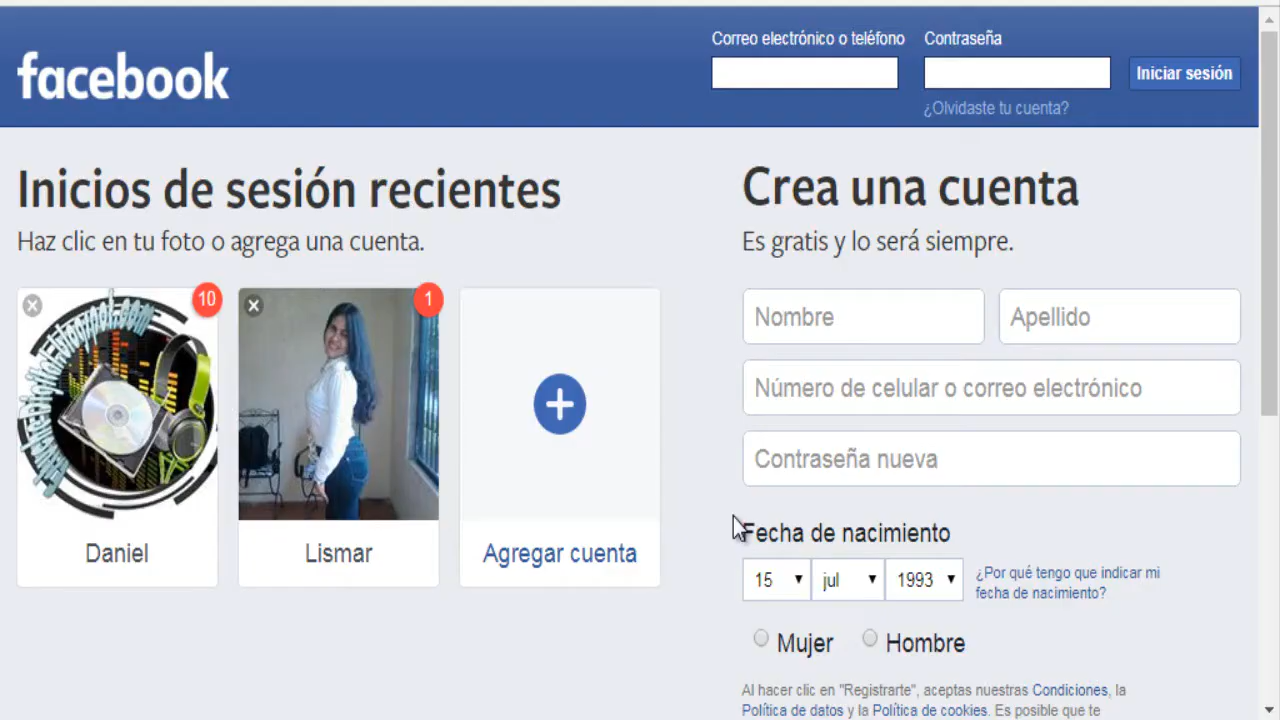 facebook
Correo electrónico o teléfono
Contraseña
Iniciar sesión
¿Olvidaste tu cuenta?
Inicios de sesión recientes
Haz clic en tu foto o agrega una cuenta.
10
1
Daniel
Lismar
Agregar cuenta
Crea una cuenta
Es gratis y lo será siempre.
Nombre
Apellido
Número de celular o correo electrónico
Contraseña nueva
Fecha de nacimiento
15 jul 1993
¿Por qué tengo que indicar mi
fecha de nacimiento?
Mujer Hombre
Al hacer clic en "Registrarte", aceptas nuestras Condiciones, la
Política de datos y la Política de cookies. Es posible que te